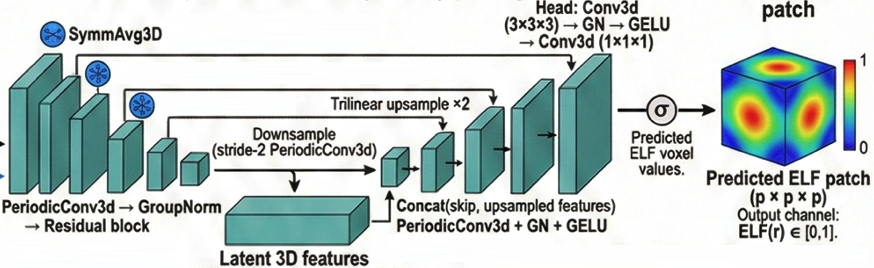 Head: Conv3d
(3×3×3) → GN → GELU
→ Conv3d (1×1×1)
patch
SymmAvg3D
Trilinear upsample ×2
Downsample
(stride-2 PeriodicConv3d)
σ
1
0
Predicted
ELF voxel
values.
PeriodicConv3d → GroupNorm
→ Residual block
Concat(skip, upsampled features)
PeriodicConv3d + GN + GELU
Latent 3D features
Predicted ELF patch
(p × p × p)
Output channel:
ELF(r) ∈ [0,1].